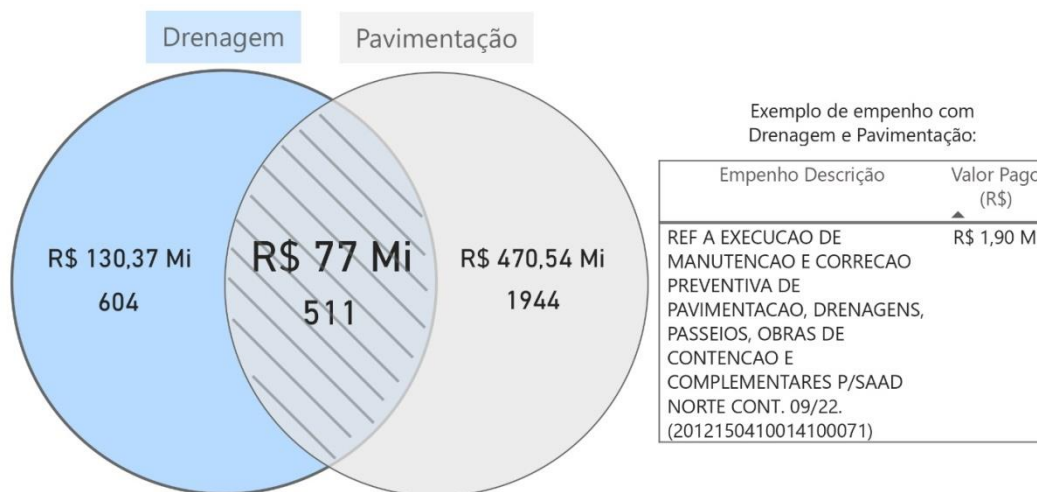 Drenagem
Pavimentação
R$ 130,37 Mi
604
R$ 77 Mi
511
R$ 470,54 Mi
1944
Exemplo de empenho com
Drenagem e Pavimentação:
Empenho Descrição
Valor Pago
(R$)
REF A EXECUCAO DE
MANUTENCAO E CORRECAO
PREVENTIVA DE
PAVIMENTACAO, DRENAGENS,
PASSEIOS, OBRAS DE
CONTENCAO E
COMPLEMENTARES P/SAAD
NORTE CONT. 09/22.
(2012150410014100071)
R$ 1,90 M